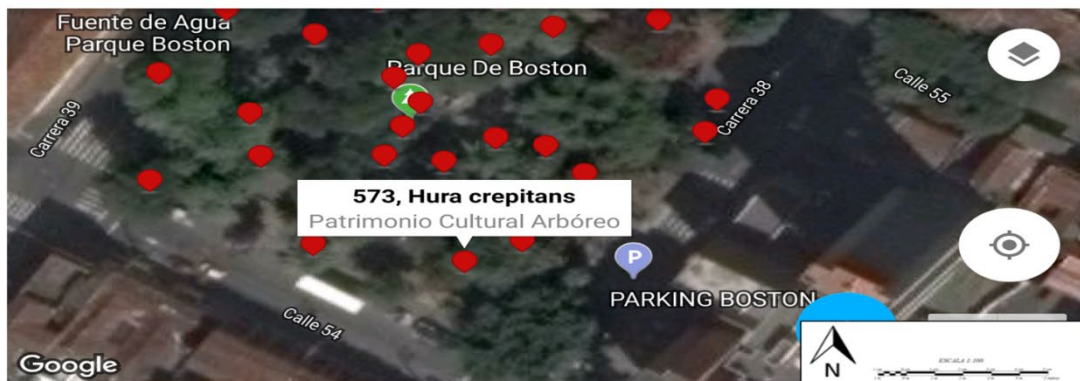 Fuente de Agua
Parque Boston
Parque De Boston
Calle 55
Carrera 39
Carrera 38
573, Hura crepitans
Patrimonio Cultural Arbóreo
P
PARKING BOSTON
Calle 54
Google
N
ESCALA 1:100